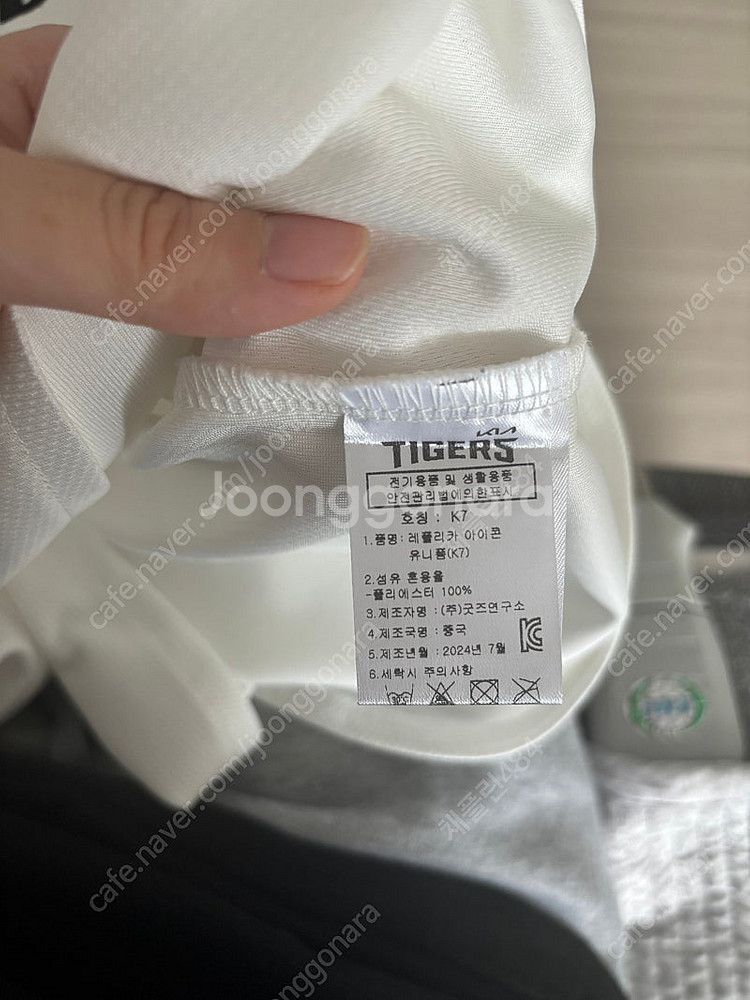 KIA
TIGERS
전기용품 및 생활용품
안전관리법에의한표시
호칭 : K7
1.품명: 레플리카 아이콘
유니폼(K7)
2.섬유 혼용율
-폴리에스터 100%
3.제조자명 : (주)굿즈연구소
4.제조국명 : 중국
5.제조년월 : 2024년 7월
6.세탁시 주의사항
Joonggonara
cafe.naver.com/joonggonara
채플린484